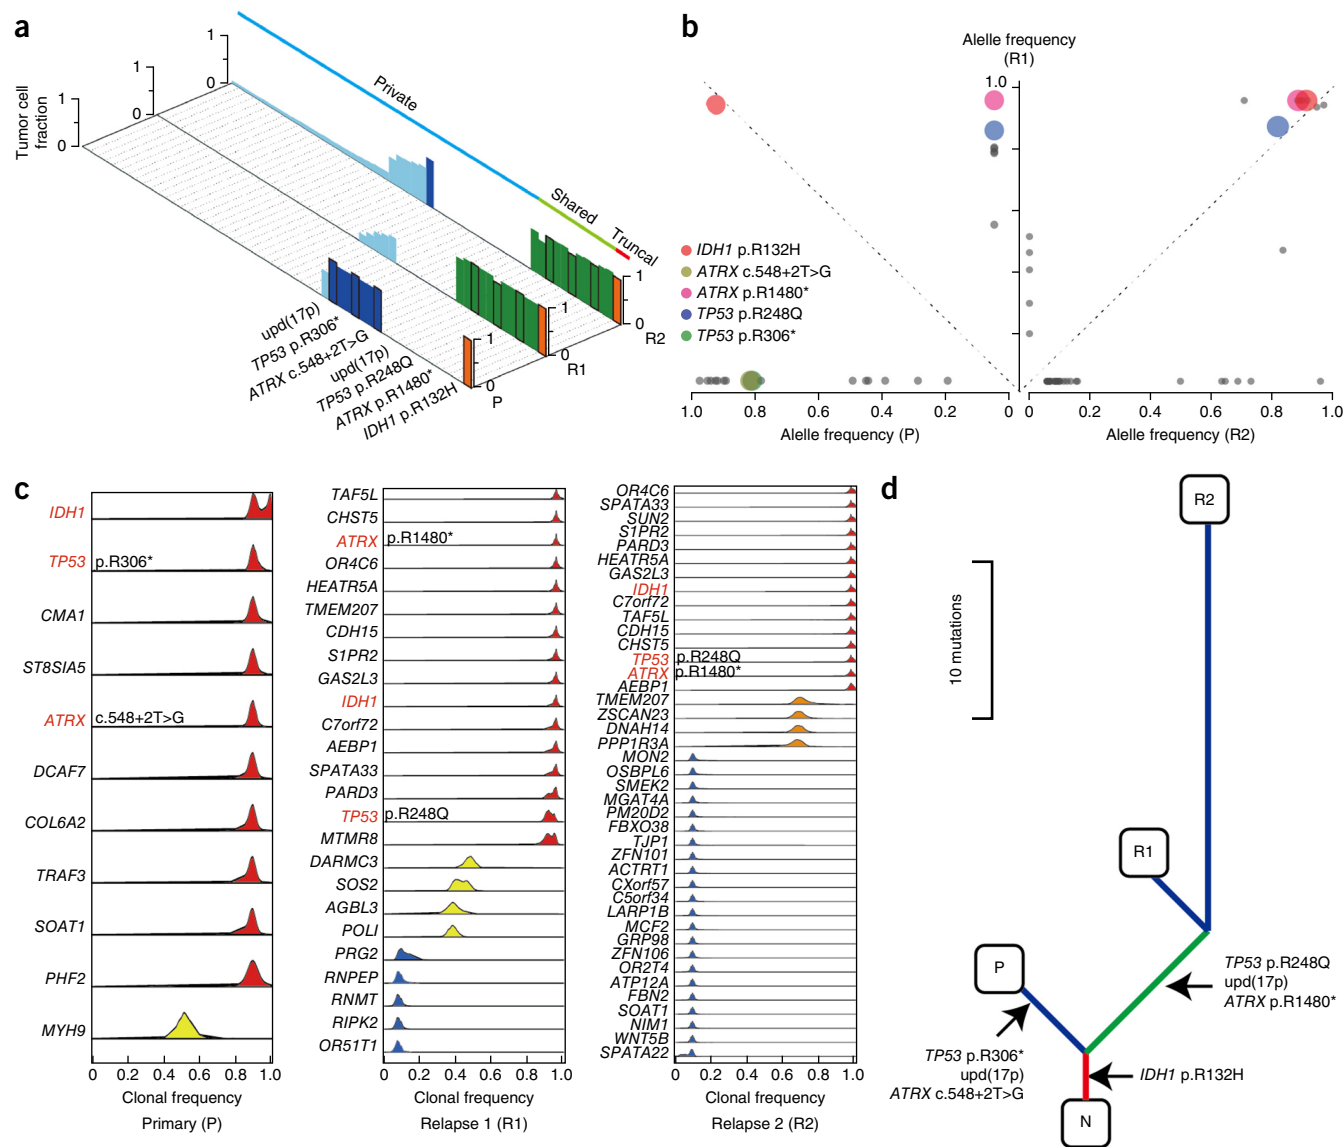 a
Tumor cell
fraction
1
0
1
0
1
0
Private
Shared
Truncal
1
0
R2
1
0
R1
1
0
P
upd(17p)
TP53 p.R306*
ATRX c.548+2T>G
upd(17p)
TP53 p.R248Q
ATRX p.R1480*
IDH1 p.R132H
b
Alelle frequency
(R1)
1.0
IDH1 p.R132H
ATRX c.548+2T>G
ATRX p.R1480*
TP53 p.R248Q
TP53 p.R306*
1.0 0.8 0.6 0.4 0.2 0
Alelle frequency (P)
0 0.2 0.4 0.6 0.8 1.0
Alelle frequency (R2)
c
IDH1
TP53 p.R306*
CMA1
ST8SIA5
ATRX c.548+2T>G
DCAF7
COL6A2
TRAF3
SOAT1
PHF2
MYH9
0 0.2 0.4 0.6 0.8 1.0
Clonal frequency
Primary (P)
TAF5L
CHST5
ATRX p.R1480*
OR4C6
HEATR5A
TMEM207
CDH15
S1PR2
GAS2L3
IDH1
C7orf72
AEBP1
SPATA33
PARD3
TP53 p.R248Q
MTMR8
DARMC3
SOS2
AGBL3
POLI
PRG2
RNPEP
RNMT
RIPK2
OR51T1
0 0.2 0.4 0.6 0.8 1.0
Clonal frequency
Relapse 1 (R1)
OR4C6
SPATA33
SUN2
S1PR2
PARD3
HEATR5A
GAS2L3
IDH1
C7orf72
TAF5L
CDH15
CHST5
TP53 p.R248Q
ATRX p.R1480*
AEBP1
TMEM207
ZSCAN23
DNAH14
PPP1R3A
MON2
OSBPL6
SMEK2
MGAT4A
PM20D2
FBXO38
TJP1
ZFN101
ACTRT1
CXorf57
C5orf34
LARP1B
MCF2
GRP98
ZFN106
OR2T4
ATP12A
FBN2
SOAT1
NIM1
WNT5B
SPATA22
0 0.2 0.4 0.6 0.8 1.0
Clonal frequency
Relapse 2 (R2)
d
R2
10 mutations
R1
P
TP53 p.R248Q
upd(17p)
ATRX p.R1480*
TP53 p.R306*
upd(17p)
ATRX c.548+2T>G
IDH1 p.R132H
N